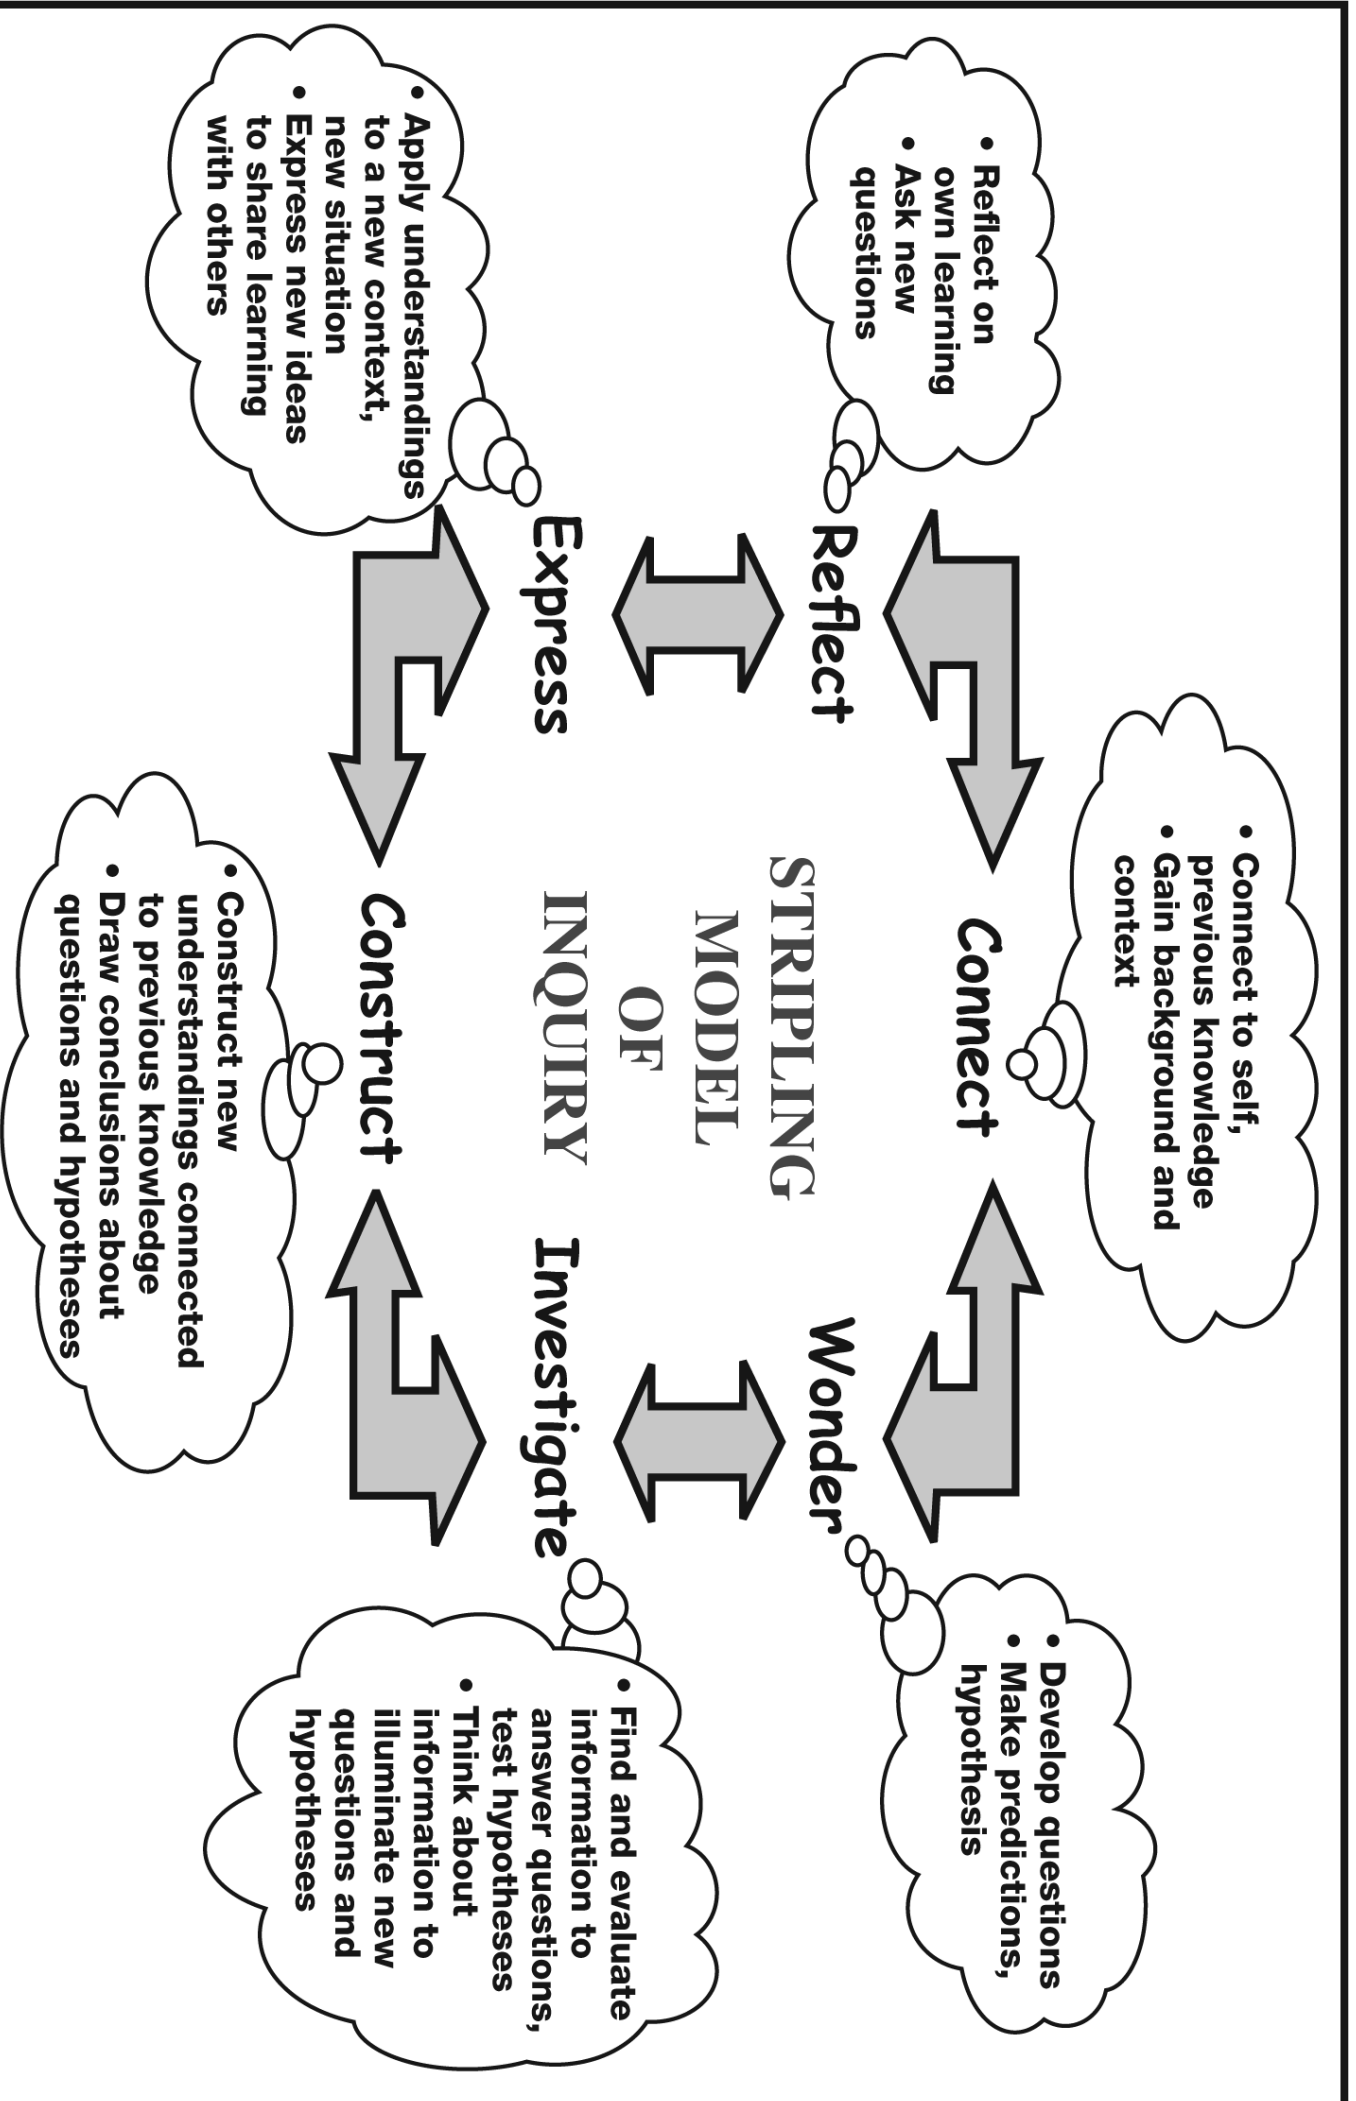 • Connect to self,
previous knowledge
• Gain background and
context
Connect
• Reflect on
own learning
• Ask new
questions
Reflect
• Develop questions
• Make predictions,
hypothesis
Wonder
STRIPLING
MODEL
OF
INQUIRY
• Apply understandings
to a new context,
new situation
• Express new ideas
to share learning
with others
Express
• Find and evaluate
information to
answer questions,
test hypotheses
• Think about
information to
illuminate new
questions and
hypotheses
Investigate
Construct
• Construct new
understandings connected
to previous knowledge
• Draw conclusions about
questions and hypotheses